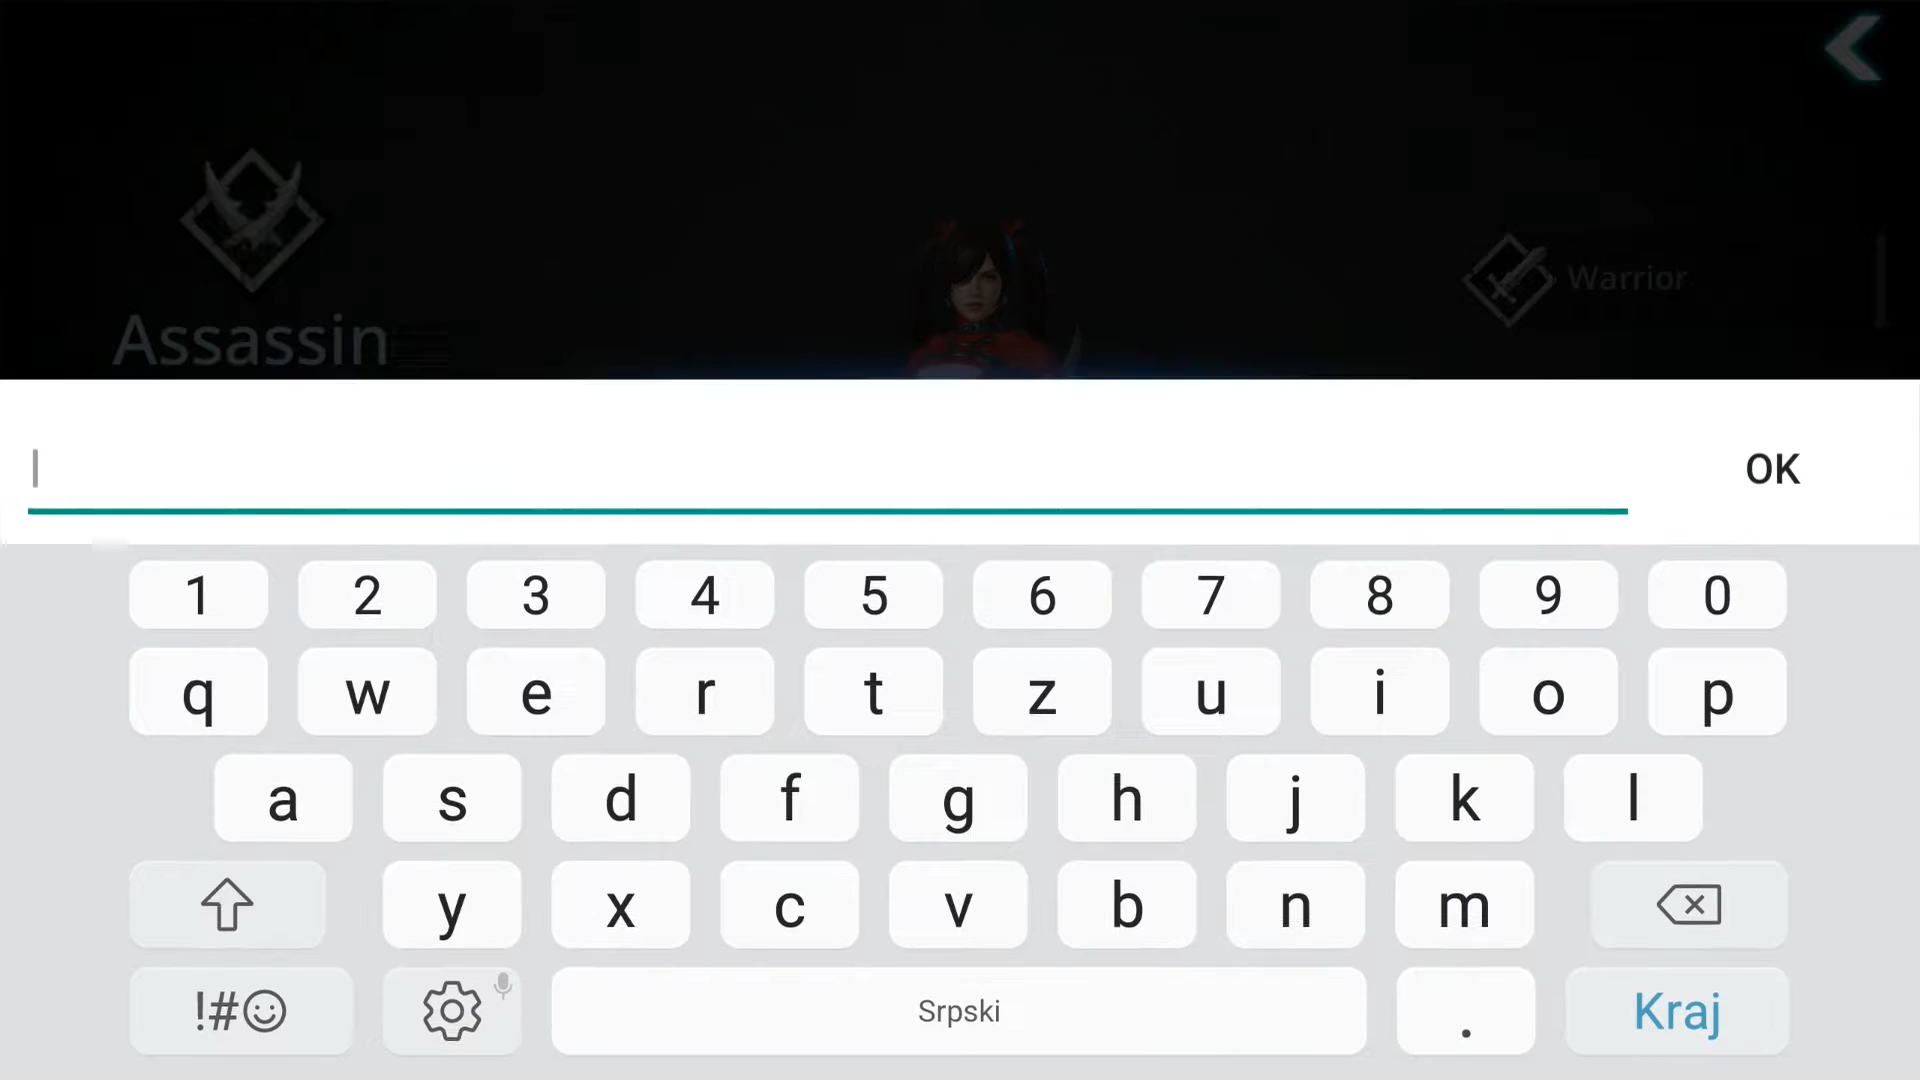 Assassin
Warrior
OK
1 2 3 4 5 6 7 8 9 0
q w e r t z u i o p
a s d f g h j k l
y x c v b n m
!#☺ Srpski . Kraj